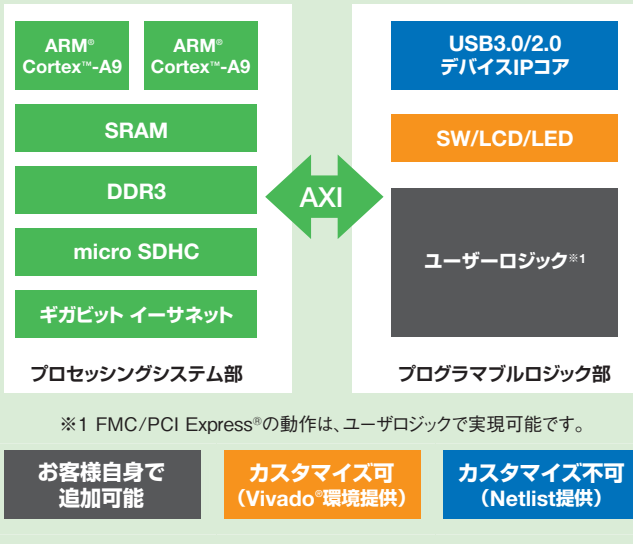 ARM®
Cortex™-A9
ARM®
Cortex™-A9
SRAM
DDR3
micro SDHC
ギガビット イーサネット
プロセッシングシステム部
AXI
USB3.0/2.0
デバイスIPコア
SW/LCD/LED
ユーザーロジック※1
プログラマブルロジック部
※1 FMC/PCI Express®の動作は、ユーザロジックで実現可能です。
お客様自身で
追加可能
カスタマイズ可
（Vivado®環境提供）
カスタマイズ不可
（Netlist提供）